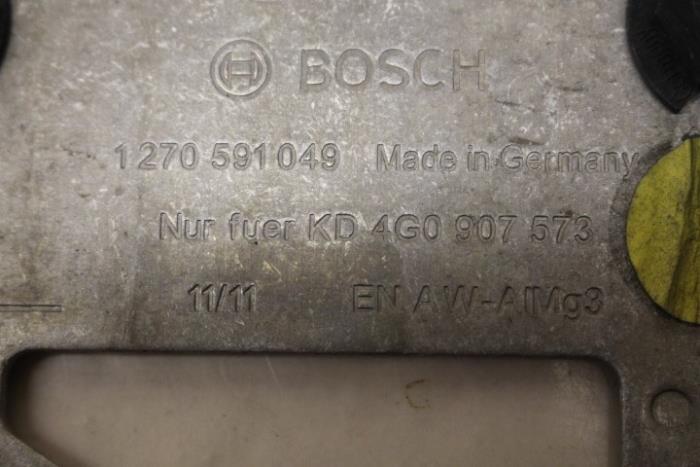 BOSCH
1 270 591 049 Made in Germany
Nur fuer KD 4G0 907 573
11/11 EN AW-AlMg3